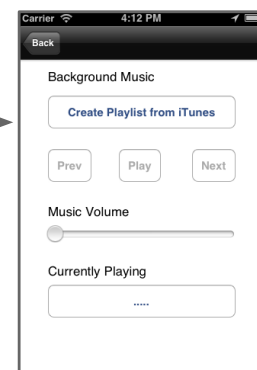 Carrier 4:12 PM
Back
Background Music
Create Playlist from iTunes
Prev Play Next
Music Volume
Currently Playing
.....